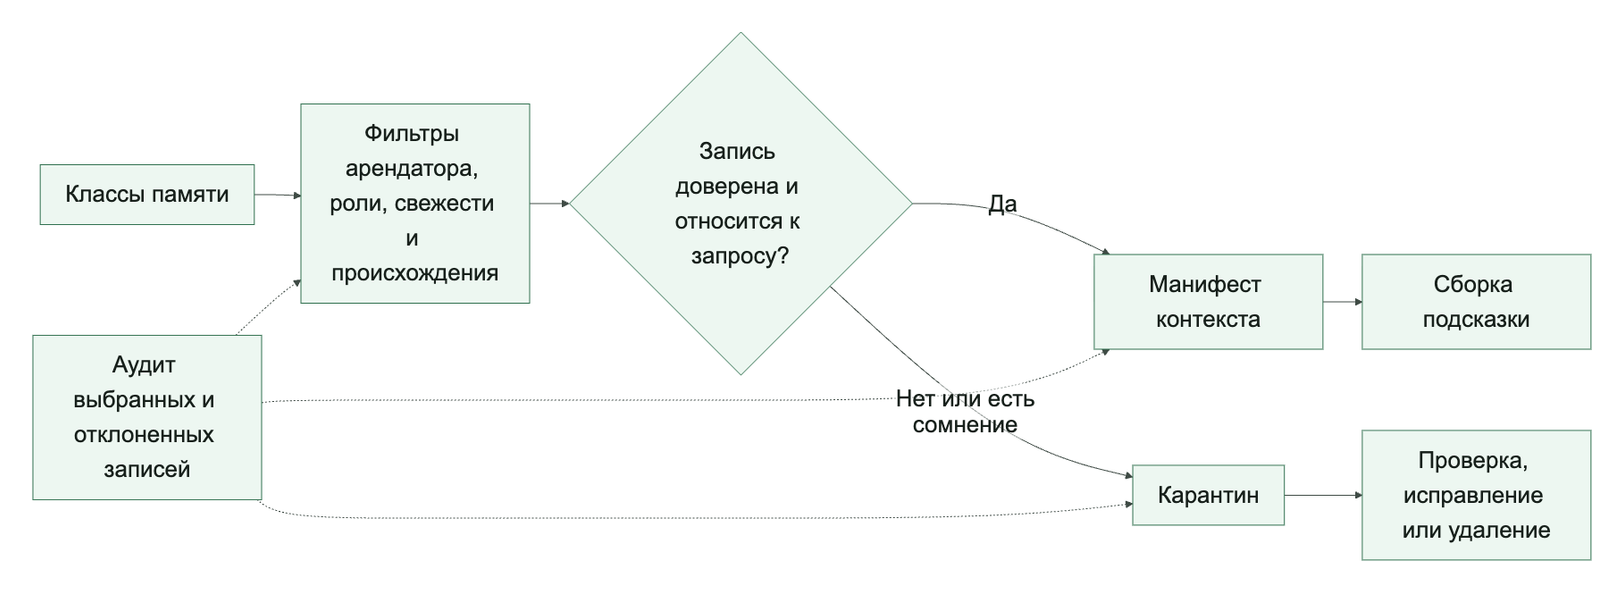 Классы памяти
Фильтры
арендатора,
роли, свежести
и
происхождения
Запись
доверена и
относится к
запросу?
Да
Манифест
контекста
Сборка
подсказки
Аудит
выбранных и
отклоненных
записей
Нет или есть
сомнение
Карантин
Проверка,
исправление
или удаление